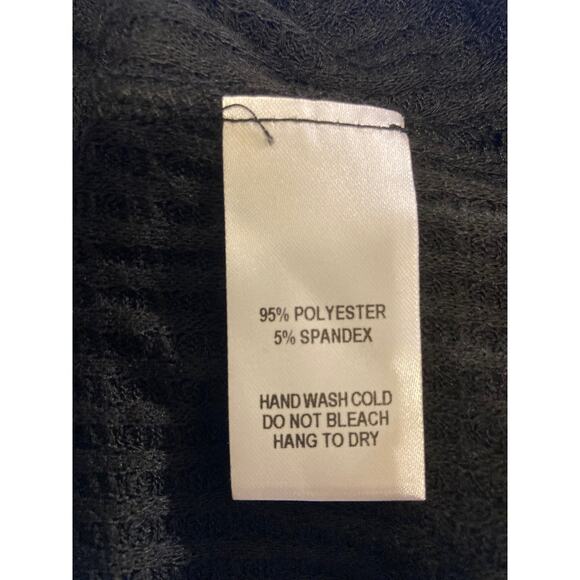 95% POLYESTER
5% SPANDEX
HAND WASH COLD
DO NOT BLEACH
HANG TO DRY